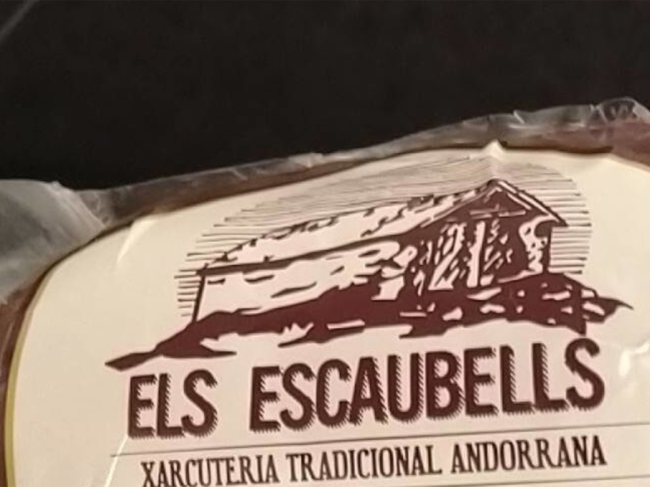 ELS ESCAUBELLS
XARCUTERIA TRADICIONAL ANDORRANA